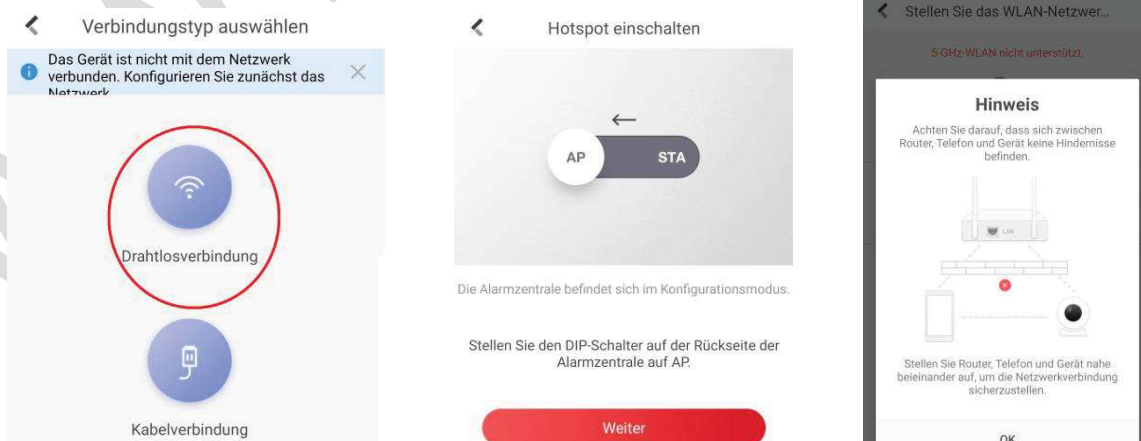 Verbindungstyp auswählen
Das Gerät ist nicht mit dem Netzwerk
verbunden. Konfigurieren Sie zunächst das
Netzwerk
Drahtlosverbindung
Kabelverbindung
Hotspot einschalten
AP
STA
Die Alarmzentrale befindet sich im Konfigurationsmodus.
Stellen Sie den DIP-Schalter auf der Rückseite der
Alarmzentrale auf AP.
Weiter
Stellen Sie das WLAN-Netzwer...
5-GHz-WLAN nicht unterstützt.
Hinweis
Achten Sie darauf, dass sich zwischen
Router, Telefon und Gerät keine Hindernisse
befinden.
LAN
Stellen Sie Router, Telefon und Gerät nahe
beieinander auf, um die Netzwerkverbindung
sicherzustellen.
OK